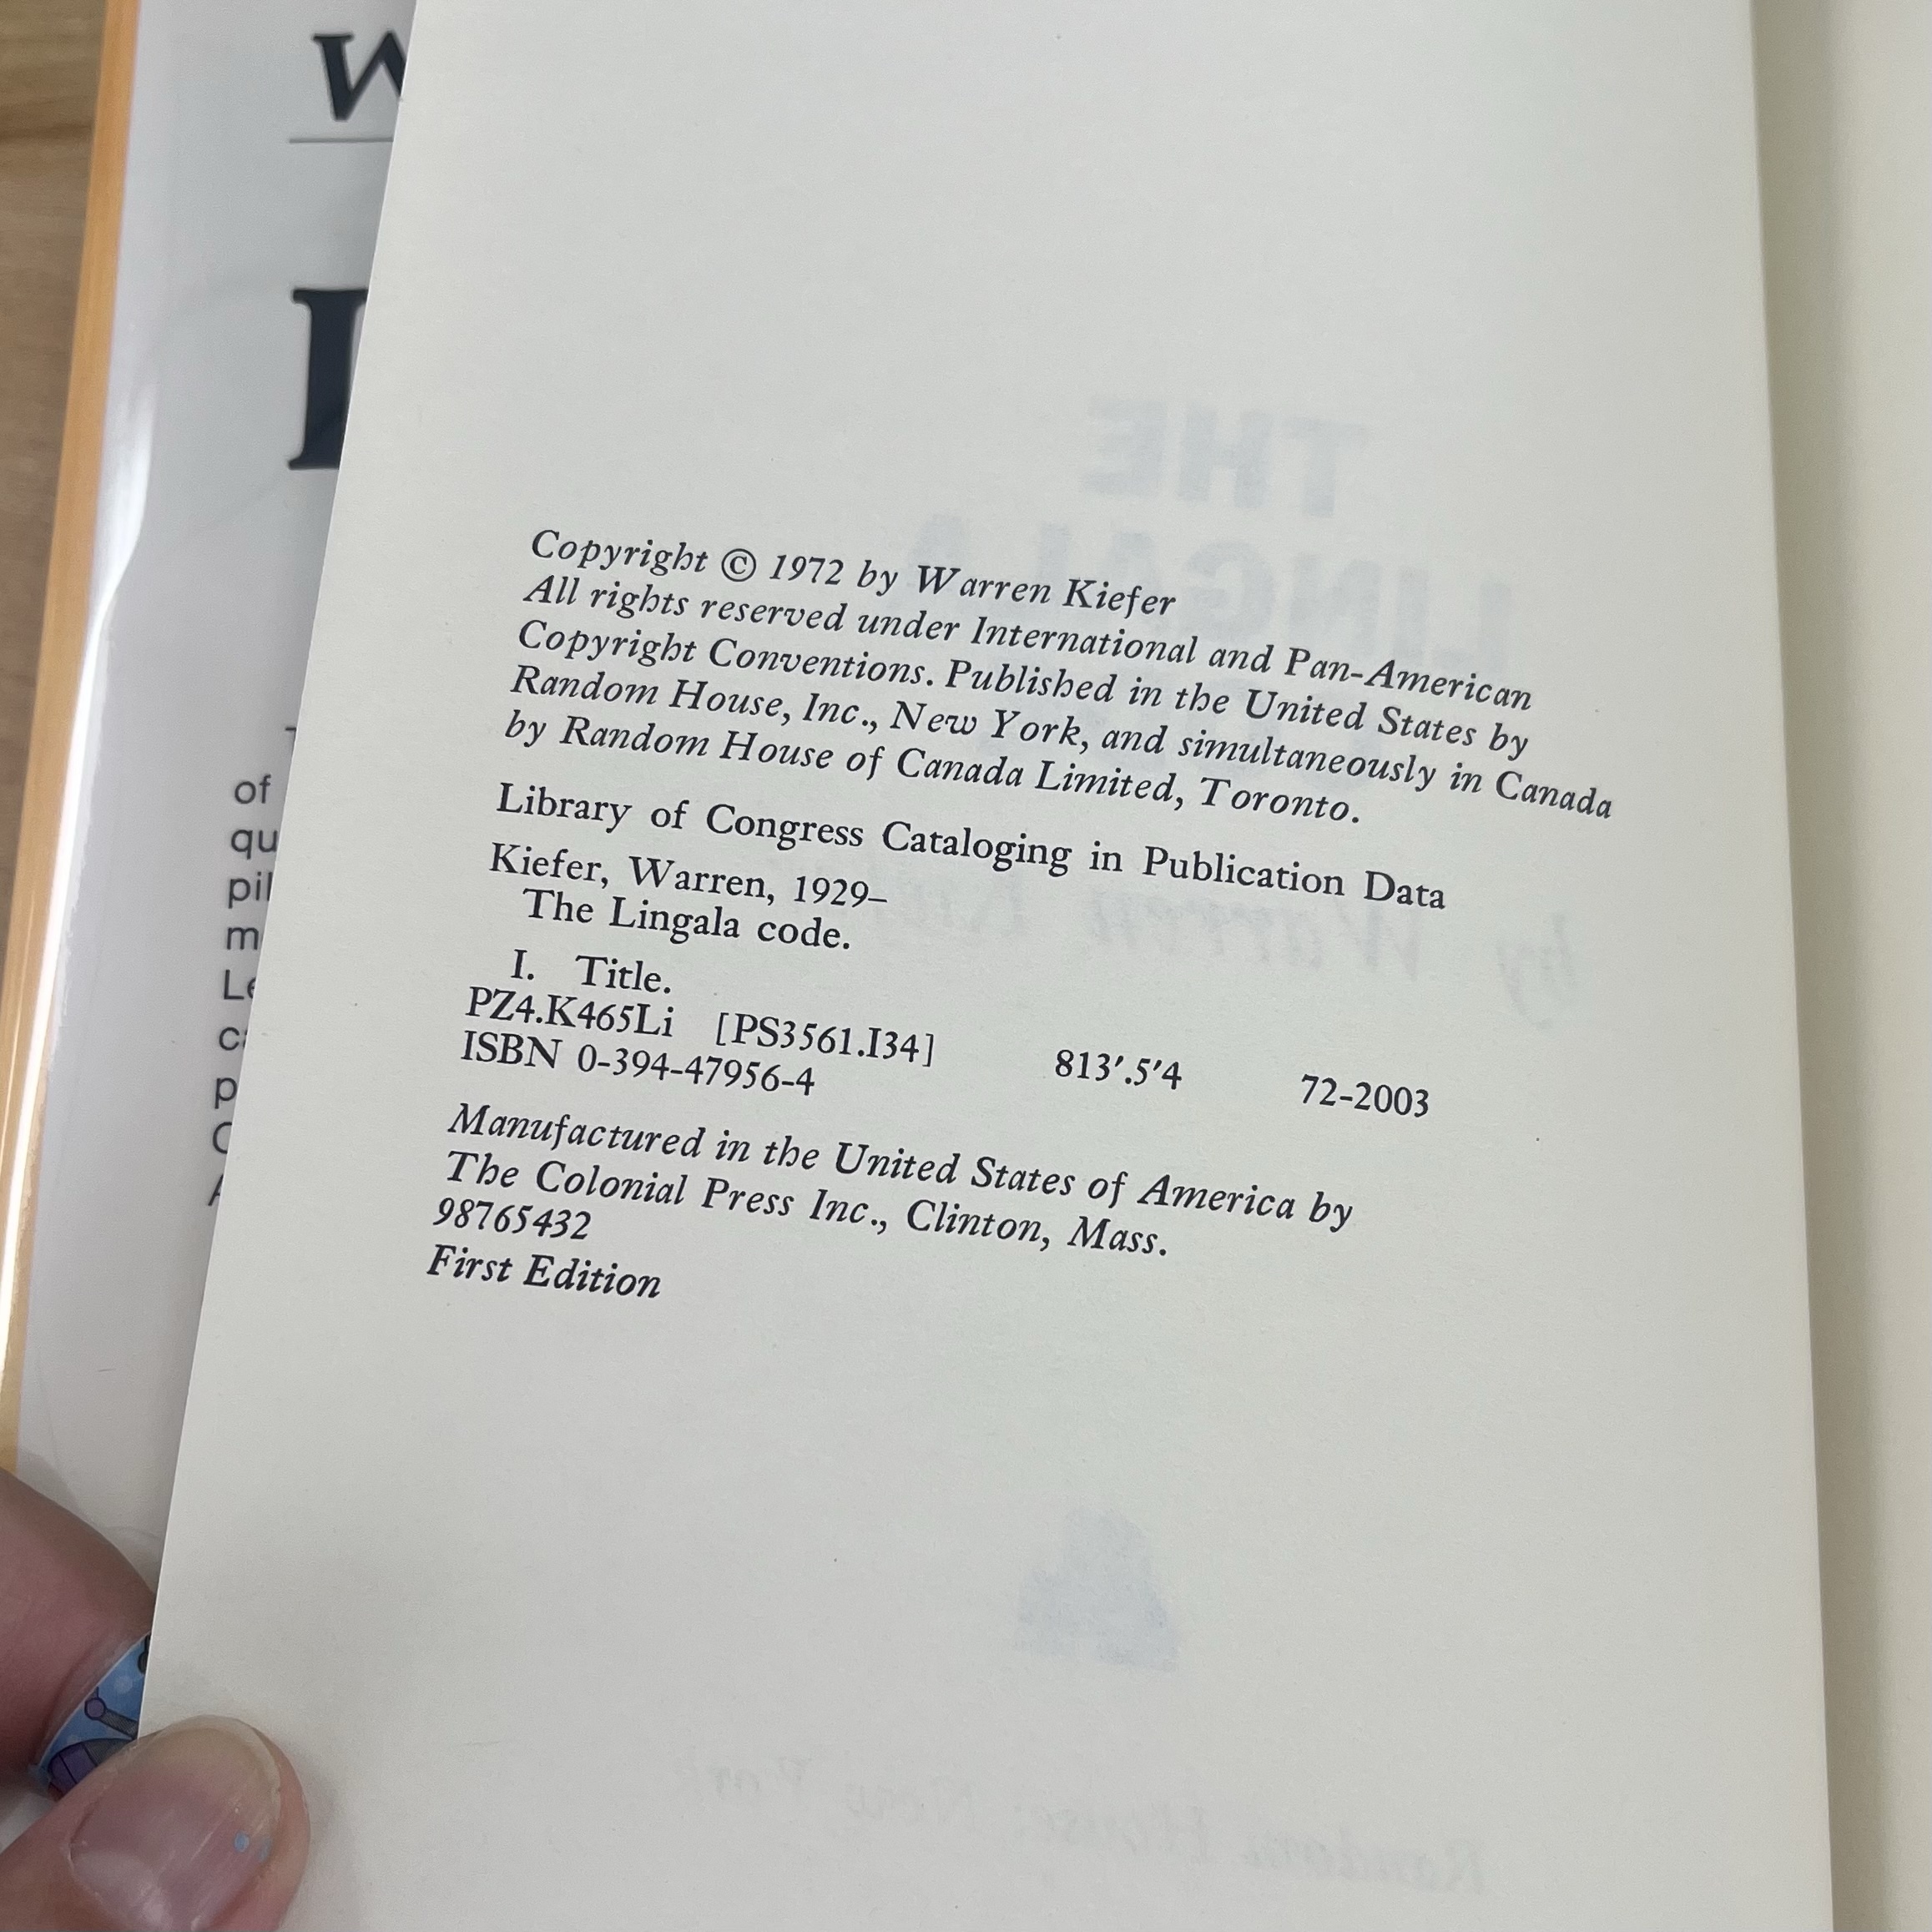 W
of
qu
pil
m
Copyright © 1972 by Warren Kiefer
All rights reserved under International and Pan-American
Copyright Conventions. Published in the United States by
Random House, Inc., New York, and simultaneously in Canada
by Random House of Canada Limited, Toronto.
Library of Congress Cataloging in Publication Data
Kiefer, Warren, 1929–
The Lingala code.
I. Title.
PZ4.K465Li [PS3561.I34] 813'.5'4 72-2003
ISBN 0-394-47956-4
Manufactured in the United States of America by
The Colonial Press Inc., Clinton, Mass.
98765432
First Edition